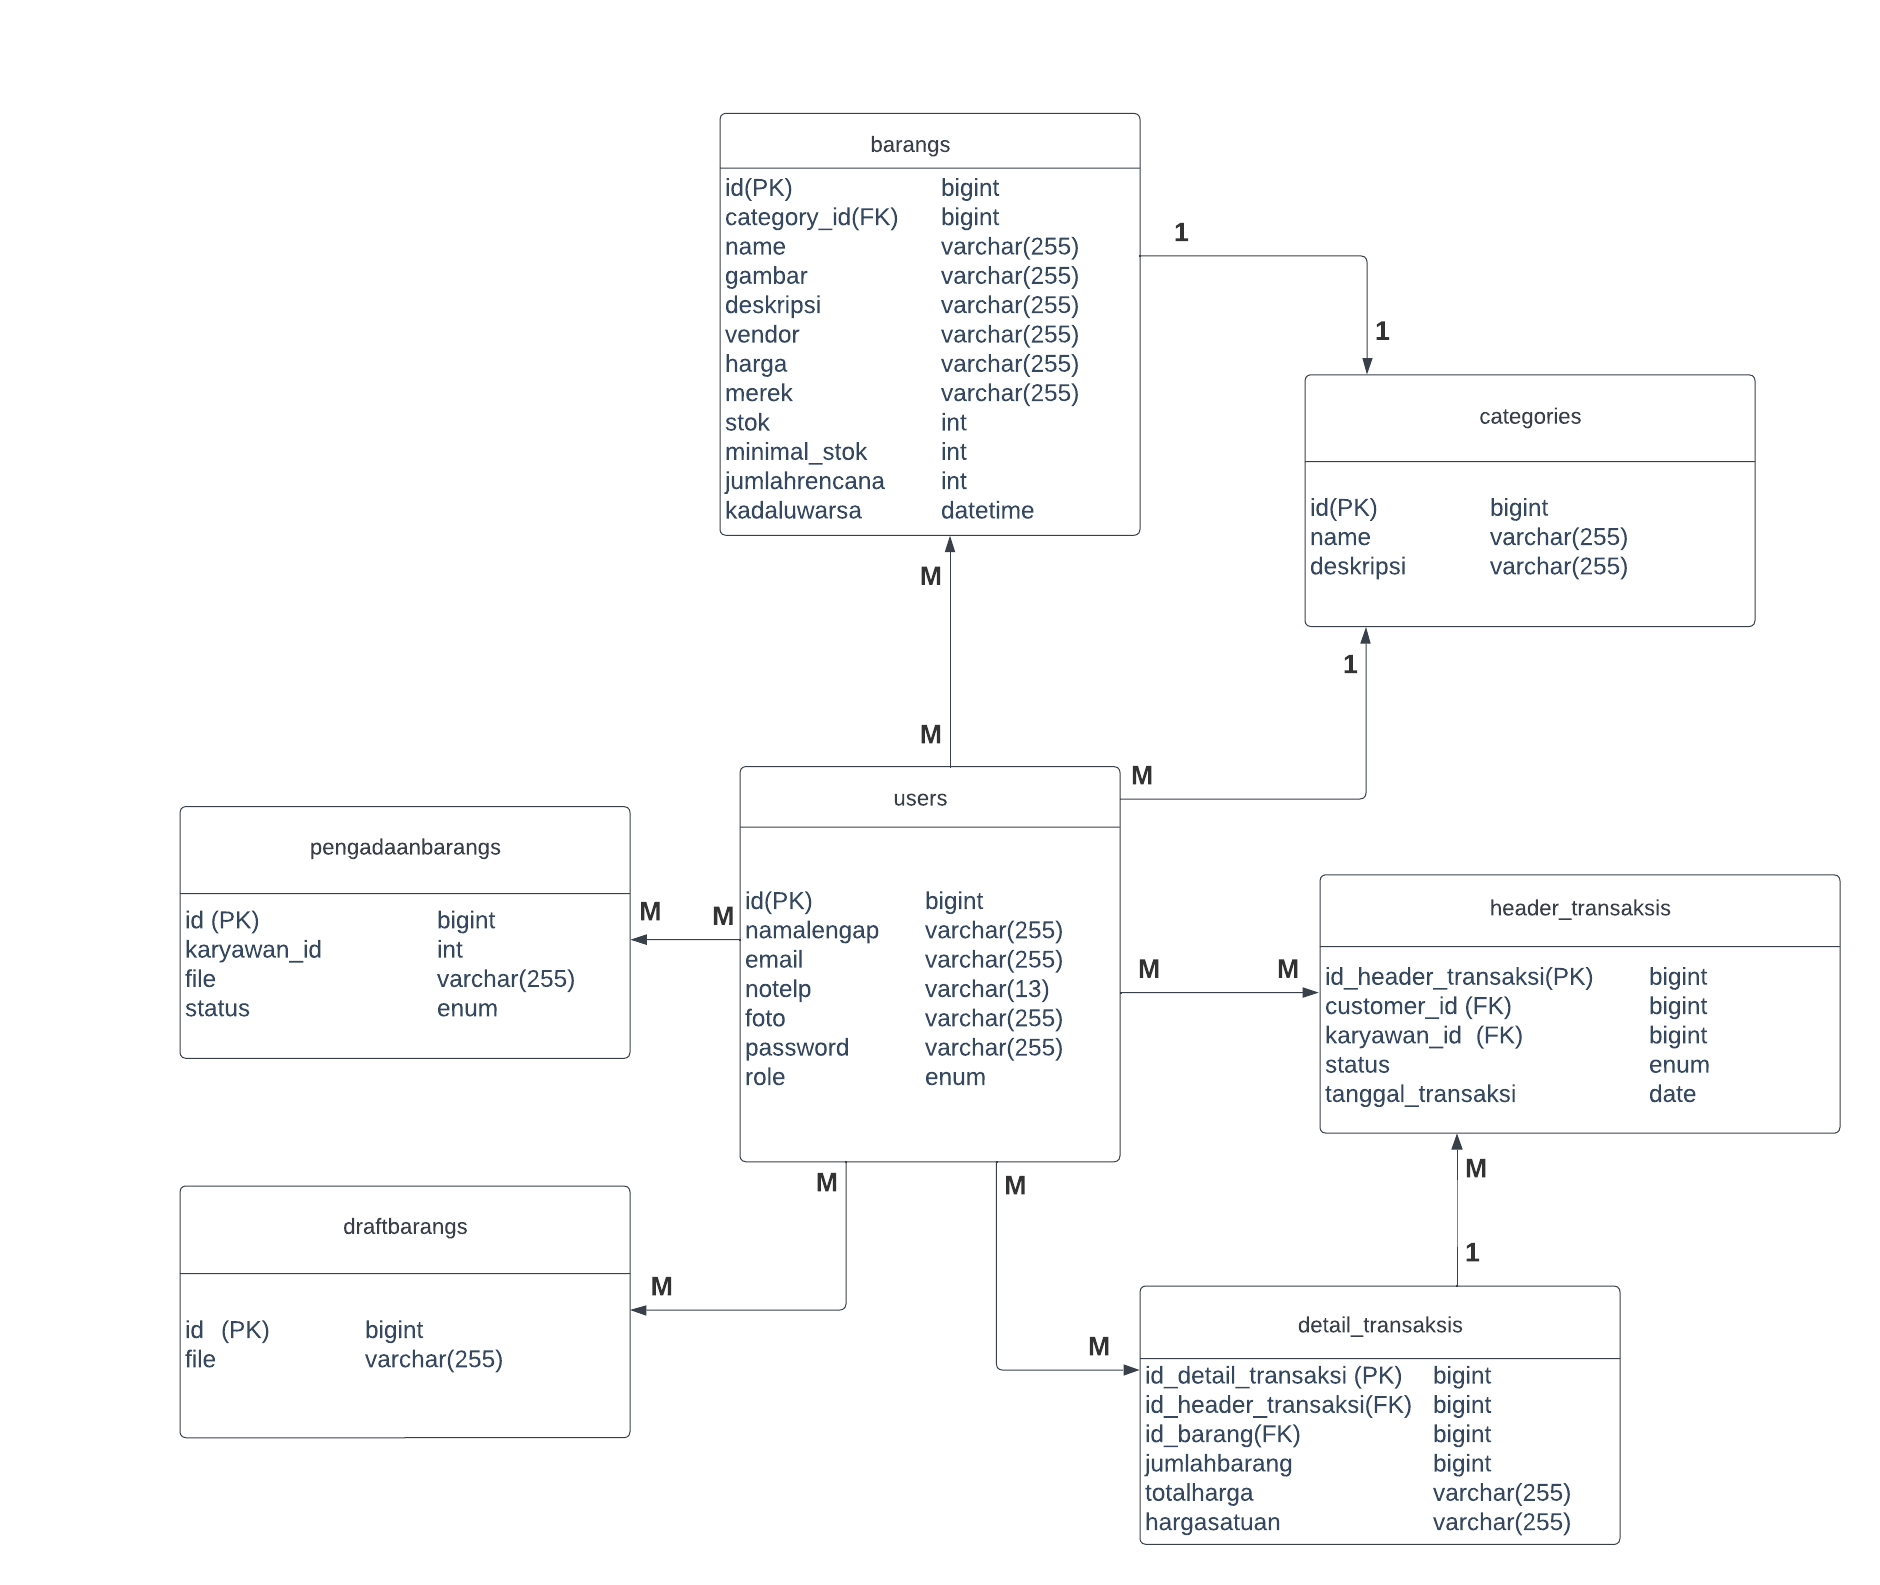 barangs
id(PK) bigint
category_id(FK) bigint
name varchar(255)
gambar varchar(255)
deskripsi varchar(255)
vendor varchar(255)
harga varchar(255)
merek varchar(255)
stok int
minimal_stok int
jumlahrencana int
kadaluwarsa datetime
1
1
categories
id(PK) bigint
name varchar(255)
deskripsi varchar(255)
M
M
1
M
users
id(PK) bigint
namalengap varchar(255)
email varchar(255)
notelp varchar(13)
foto varchar(255)
password varchar(255)
role enum
pengadaanbarangs
id (PK) bigint
karyawan_id int
file varchar(255)
status enum
M M
M M
header_transaksis
id_header_transaksi(PK) bigint
customer_id (FK) bigint
karyawan_id (FK) bigint
status enum
tanggal_transaksi date
M
M
draftbarangs
id (PK) bigint
file varchar(255)
M
M
M
1
detail_transaksis
id_detail_transaksi (PK) bigint
id_header_transaksi(FK) bigint
id_barang(FK) bigint
jumlahbarang bigint
totalharga varchar(255)
hargasatuan varchar(255)